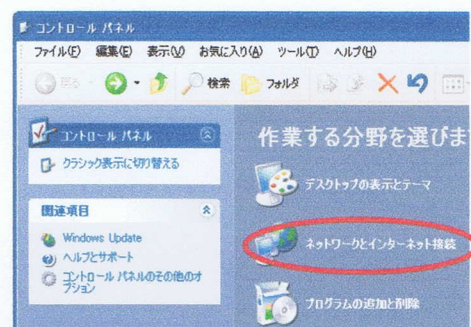 コントロール パネル
ファイル(F) 編集(E) 表示(V) お気に入り(A) ツール(T) ヘルプ(H)
戻る 検索 フォルダ
コントロール パネル
クラシック表示に切り替える
関連項目
Windows Update
ヘルプとサポート
コントロール パネルのその他のオ
プション
作業する分野を選びま
デスクトップの表示とテーマ
ネットワークとインターネット接続
プログラムの追加と削除